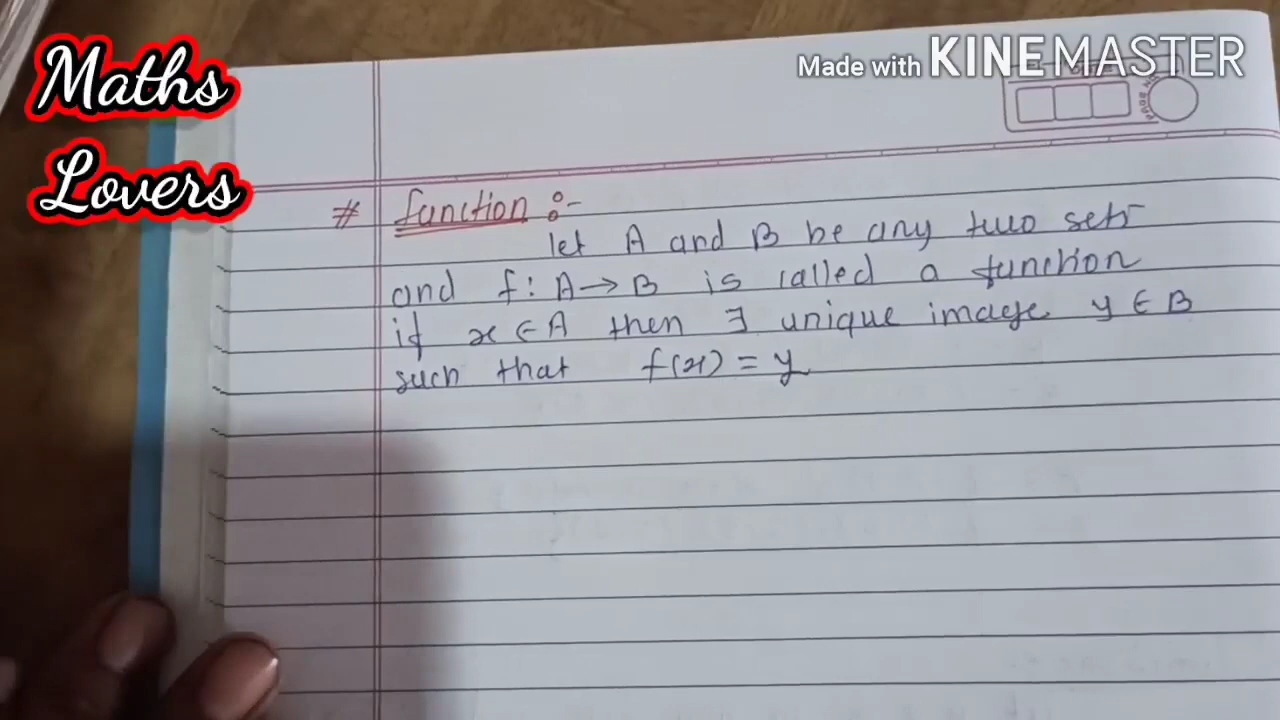 Maths
Lovers
Made with KINEMASTER
# function :-
let A and B be any two sets
and f: A→B is called a function
if x ∈ A then ∃ unique image y ∈ B
such that f(x) = y